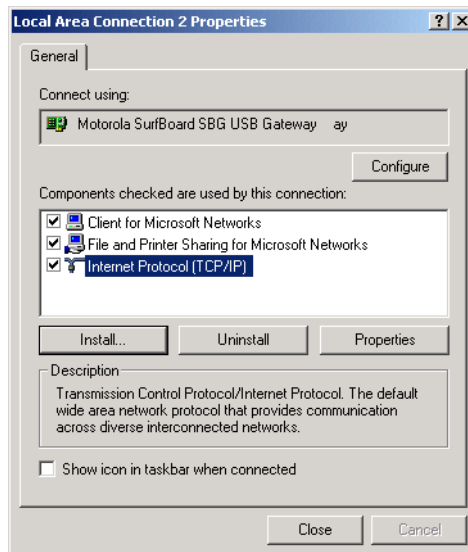 Local Area Connection 2 Properties
General
Connect using:
Motorola SurfBoard SBG USB Gateway ay
Configure
Components checked are used by this connection:
Client for Microsoft Networks
File and Printer Sharing for Microsoft Networks
Internet Protocol (TCP/IP)
Install... Uninstall Properties
Description
Transmission Control Protocol/Internet Protocol. The default
wide area network protocol that provides communication
across diverse interconnected networks.
Show icon in taskbar when connected
Close Cancel